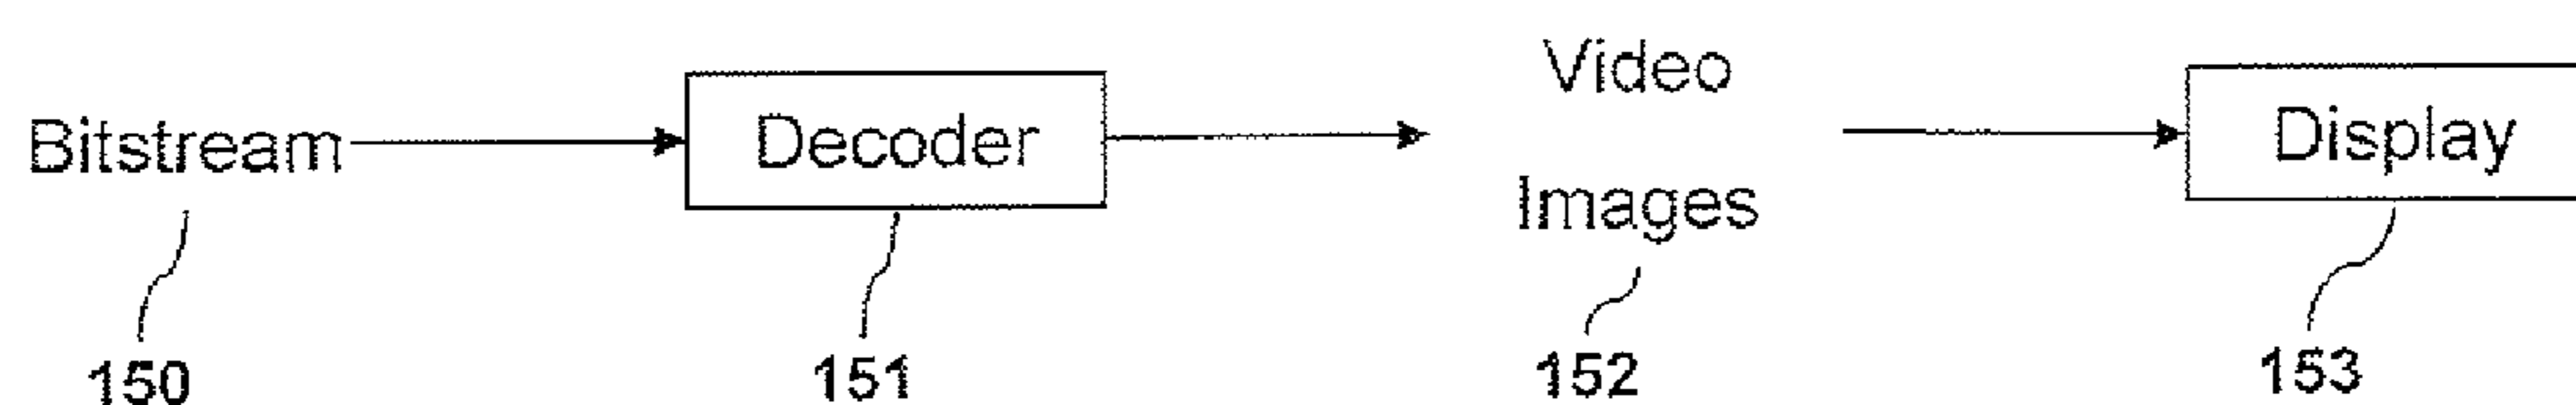 Bitstream
Decoder
Video
Images
Display
150
151
152
153